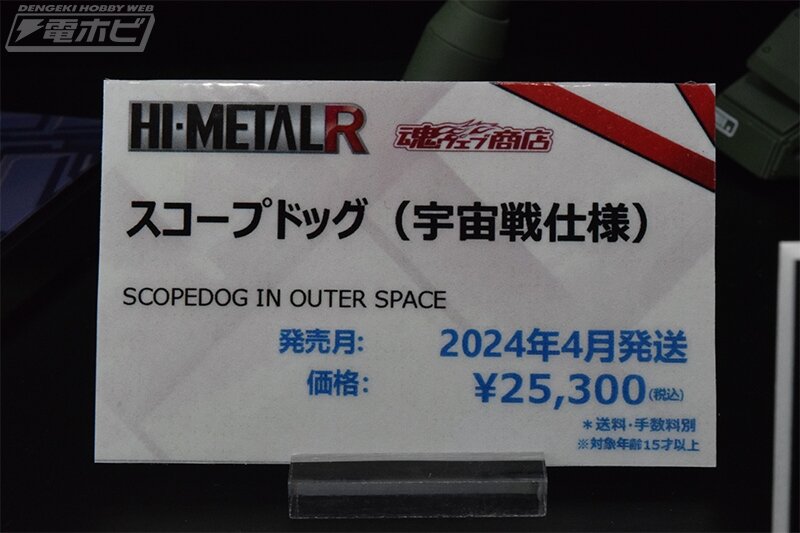 DENGEKI HOBBY WEB
電ホビ
HI-METAL R
魂ウェブ商店
スコープドッグ（宇宙戦仕様）
SCOPEDOG IN OUTER SPACE
発売月: 2024年4月発送
価格: ¥25,300(税込)
＊送料・手数料別
※対象年齢15才以上